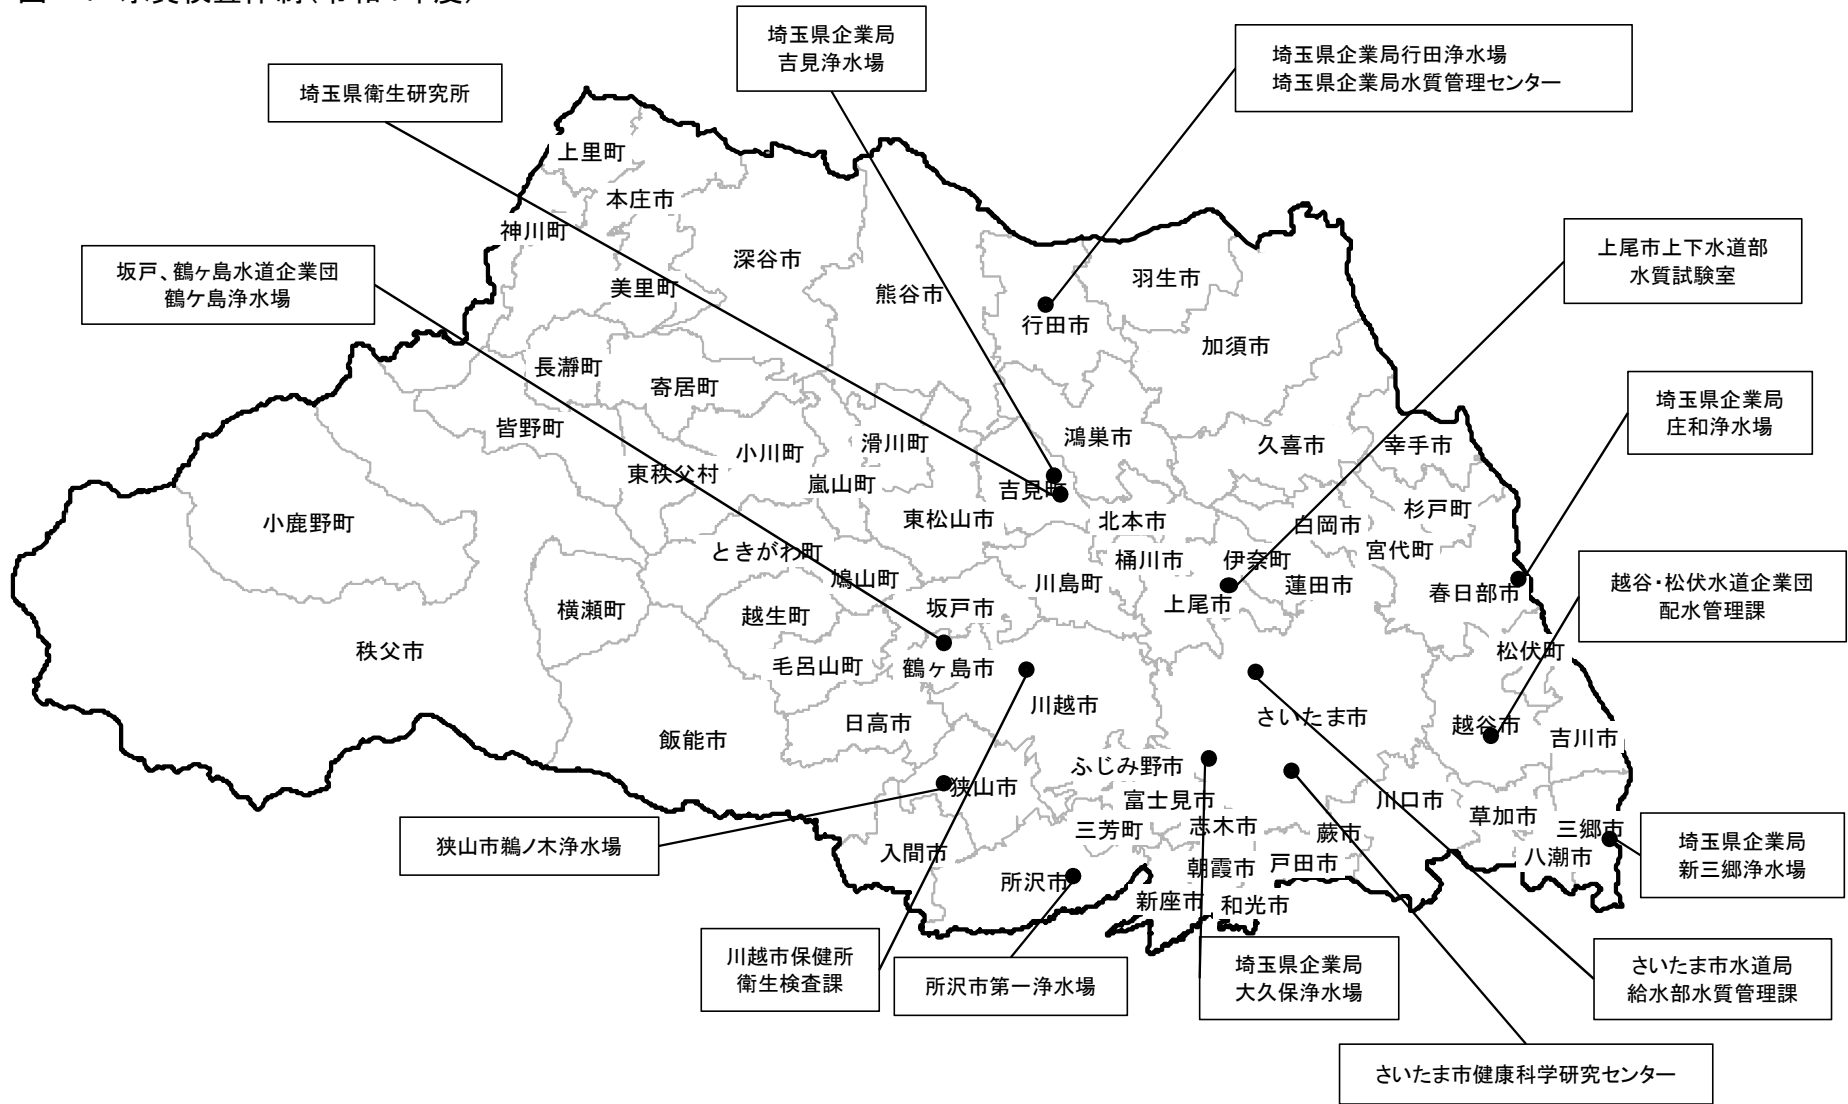 埼玉県企業局
吉見浄水場
埼玉県企業局行田浄水場
埼玉県企業局水質管理センター
埼玉県衛生研究所
上里町
本庄市
神川町
坂戸、鶴ヶ島水道企業団
鶴ケ島浄水場
深谷市
美里町
熊谷市
羽生市
行田市
加須市
上尾市上下水道部
水質試験室
長瀞町
寄居町
皆野町
小川町
滑川町
鴻巣市
久喜市
幸手市
埼玉県企業局
庄和浄水場
東秩父村
嵐山町
吉見町
小鹿野町
東松山市
北本市
白岡市
杉戸町
宮代町
ときがわ町
鳩山町
川島町
桶川市
伊奈町
蓮田市
春日部市
越谷・松伏水道企業団
配水管理課
横瀬町
越生町
坂戸市
上尾市
秩父市
毛呂山町
鶴ヶ島市
松伏町
川越市
さいたま市
飯能市
日高市
越谷市
吉川市
狭山市
ふじみ野市
富士見市
川口市
草加市
狭山市鵜ノ木浄水場
三芳町
志木市
蕨市
三郷市
入間市
朝霞市
戸田市
八潮市
埼玉県企業局
新三郷浄水場
所沢市
新座市
和光市
川越市保健所
衛生検査課
所沢市第一浄水場
埼玉県企業局
大久保浄水場
さいたま市水道局
給水部水質管理課
さいたま市健康科学研究センター